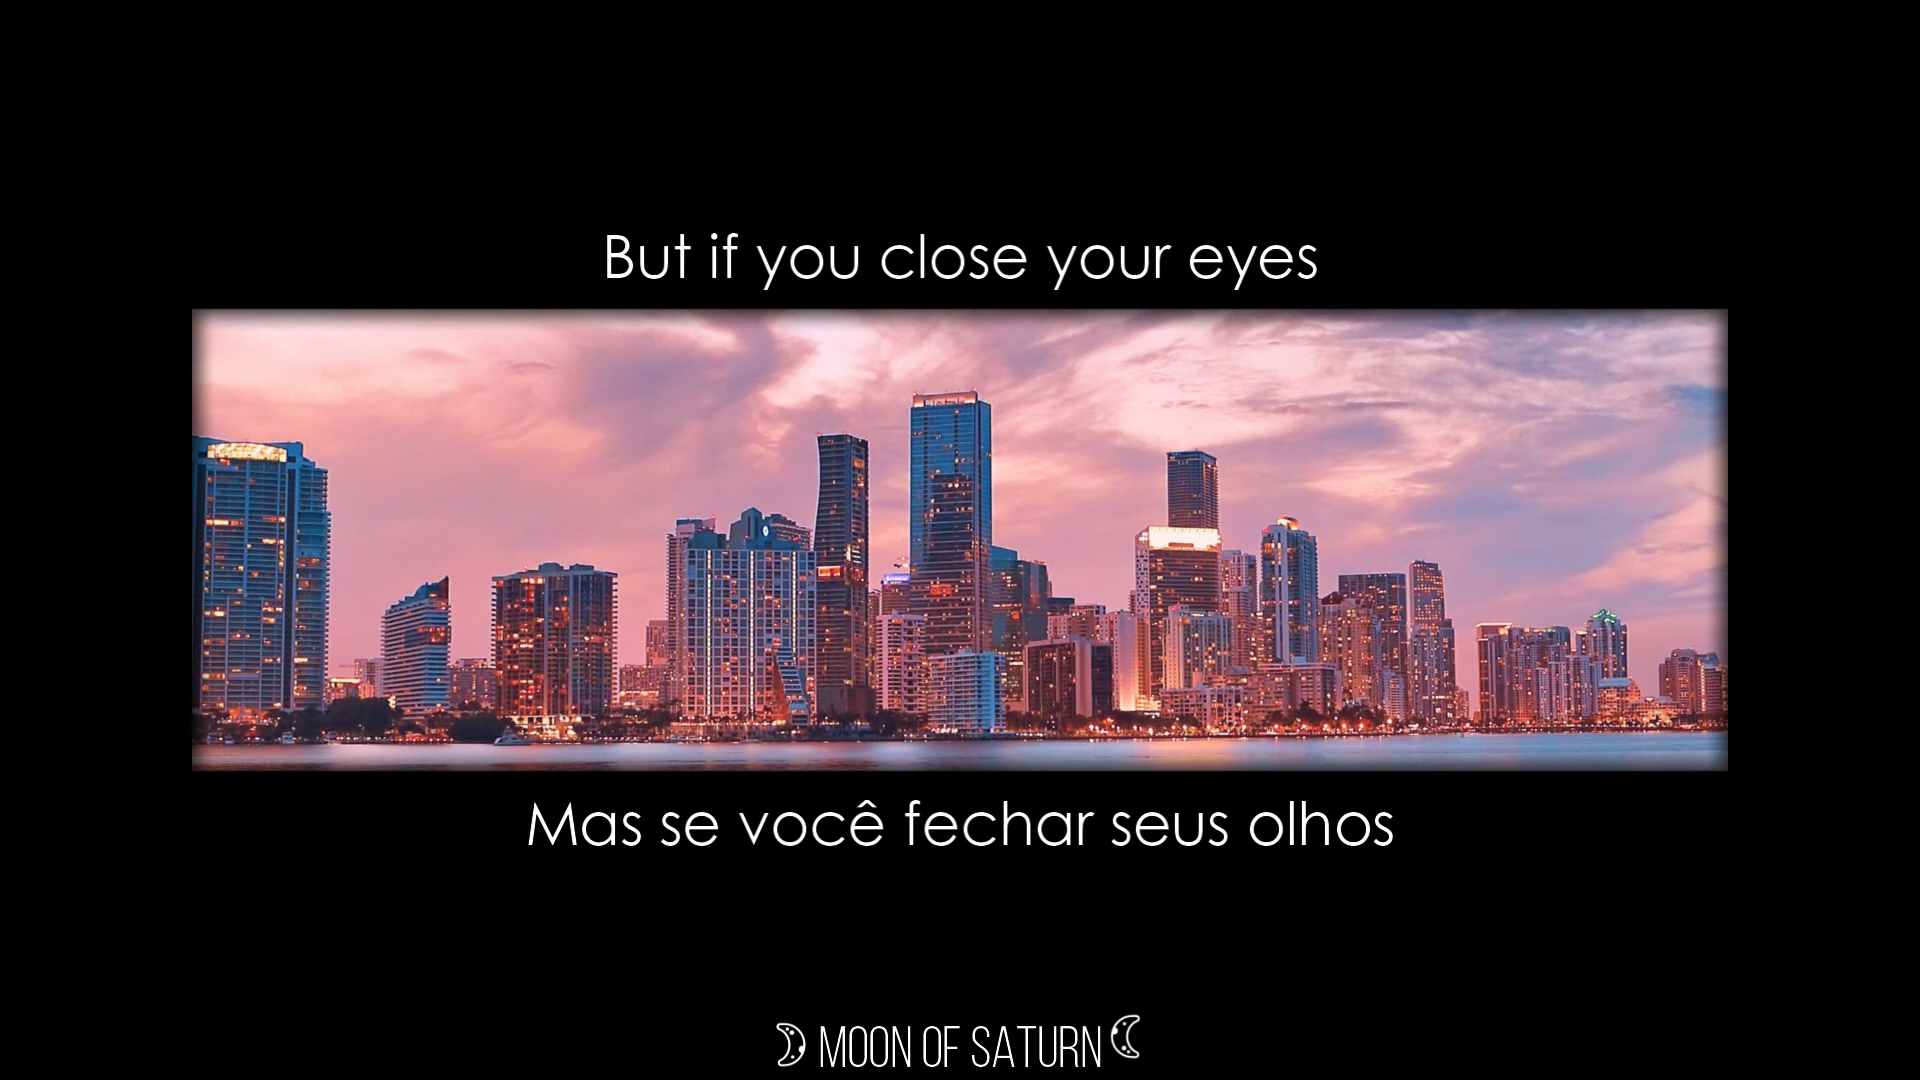 But if you close your eyes
Mas se você fechar seus olhos
MOON OF SATURN